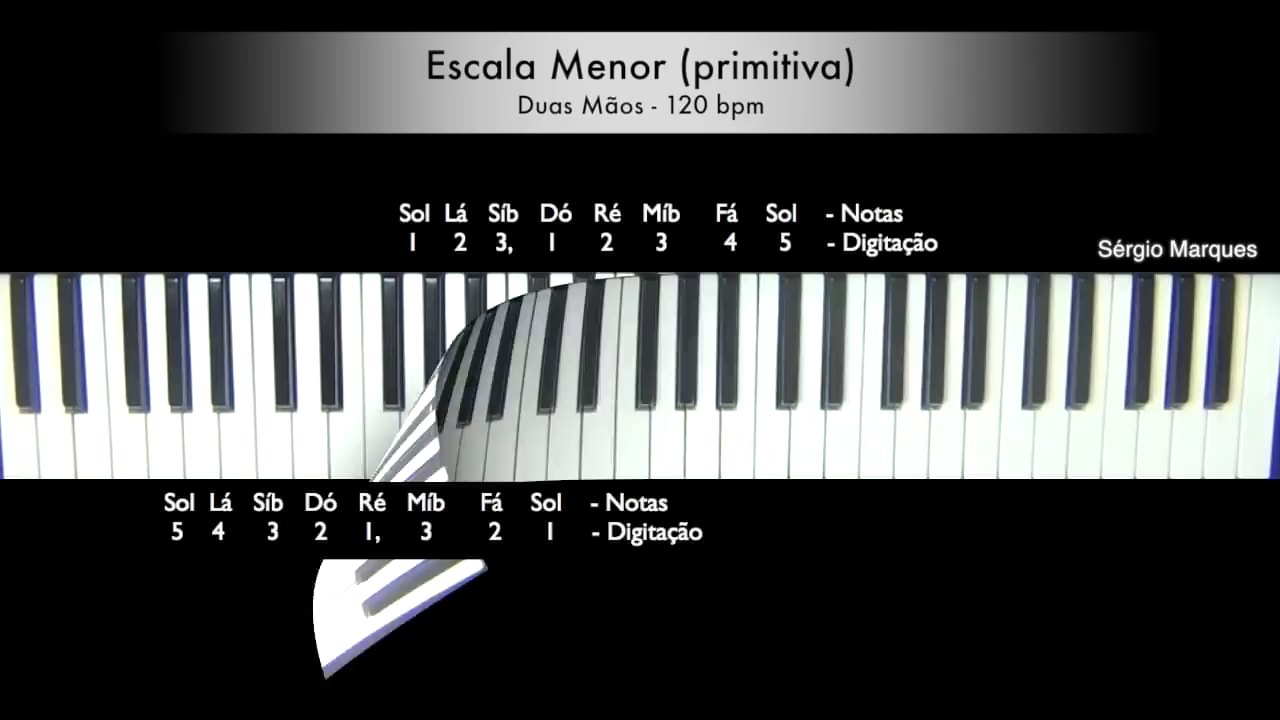 Escala Menor (primitiva)
Duas Mãos - 120 bpm
Sol Lá Síb Dó Ré Míb Fá Sol - Notas
1 2 3, 1 2 3 4 5 - Digitação
Sérgio Marques
Sol Lá Síb Dó Ré Míb Fá Sol - Notas
5 4 3 2 1, 3 2 1 - Digitação